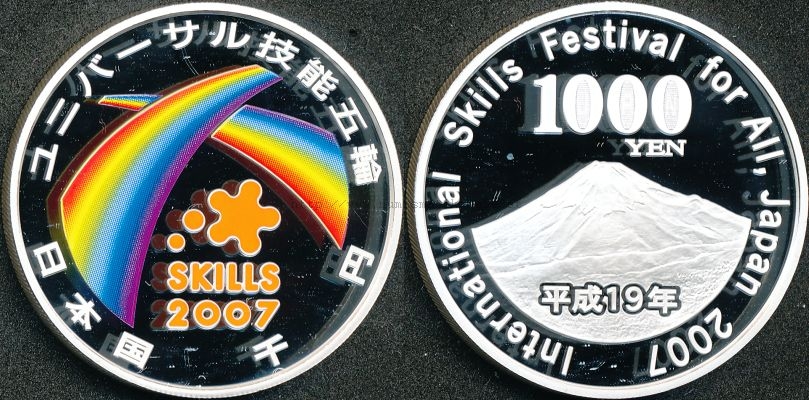 ユニバーサル技能五輪
SKILLS
2007
日本国 千円
International Skills Festival for All, Japan 2007
1000
YEN
平成19年